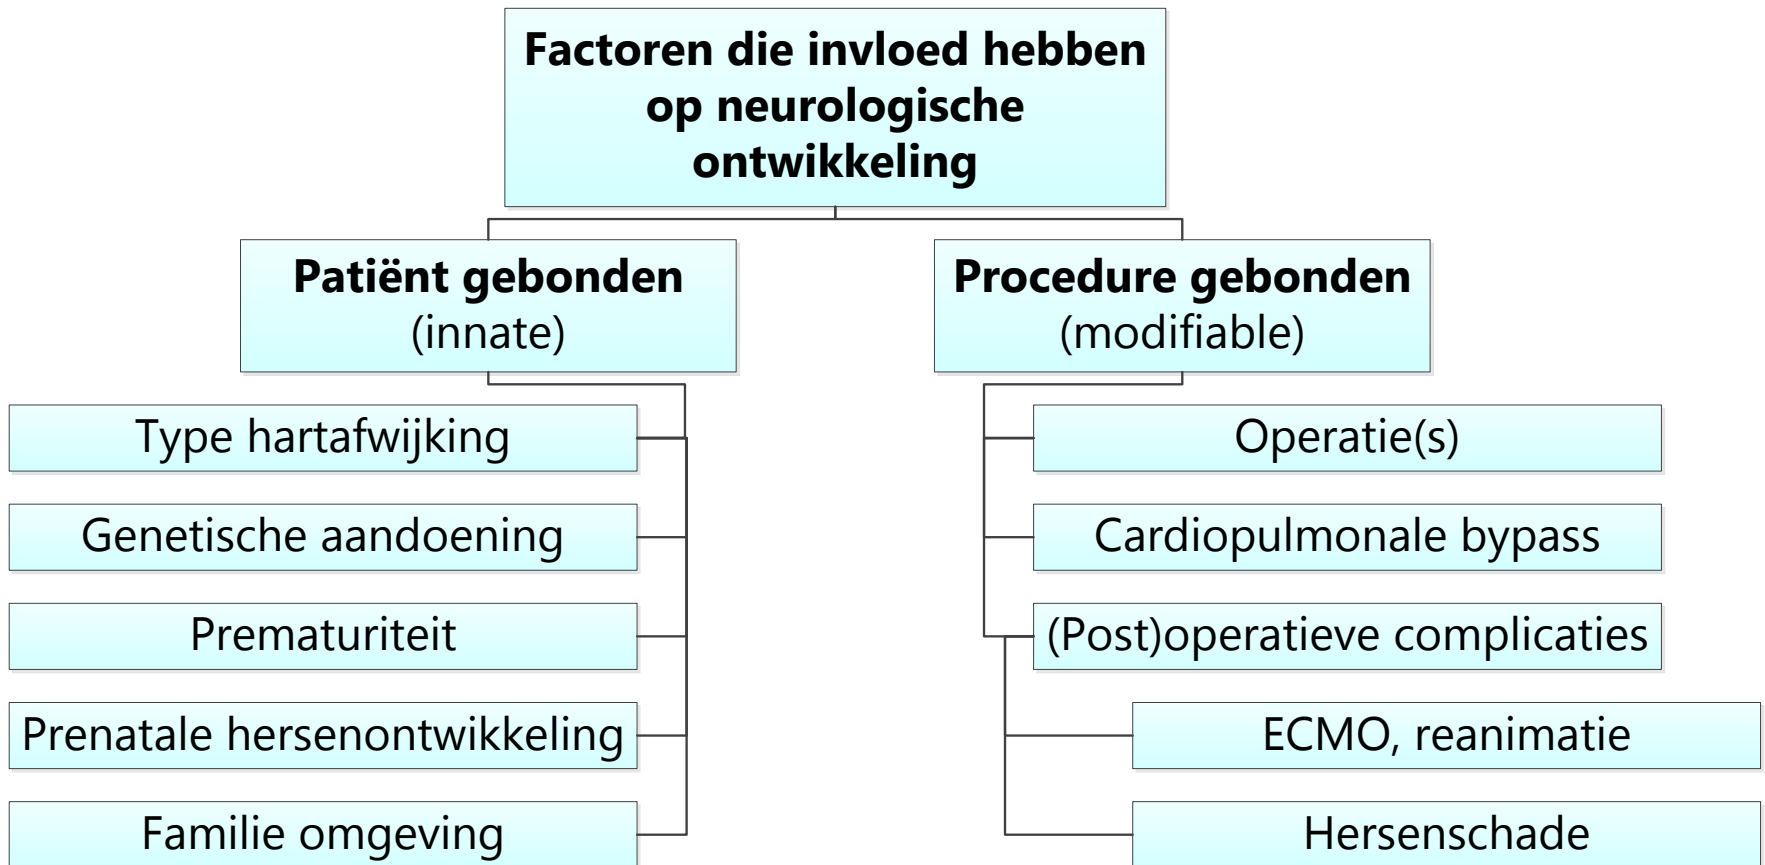 Factoren die invloed hebben
op neurologische
ontwikkeling
Patiënt gebonden
(innate)
Type hartafwijking
Genetische aandoening
Prematuriteit
Prenatale hersenontwikkeling
Familie omgeving
Procedure gebonden
(modifiable)
Operatie(s)
Cardiopulmonale bypass
(Post)operatieve complicaties
ECMO, reanimatie
Hersenschade